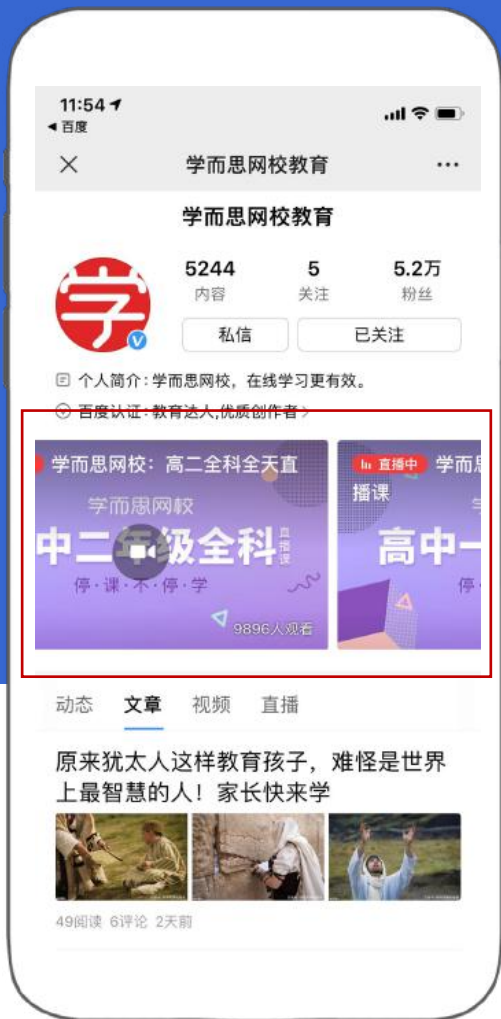 11:54
百度
学而思网校教育
学而思网校教育
学
5244 5 5.2万
内容 关注 粉丝
私信 已关注
个人简介:学而思网校，在线学习更有效。
百度认证:教育达人,优质创作者
学而思网校：高二全科全天直
学而思网校
中二年级全科
直播课
停·课·不·停·学
9896人观看
直播中 学而思
播课
高中一
停·
动态 文章 视频 直播
原来犹太人这样教育孩子，难怪是世界
上最智慧的人！家长快来学
49阅读 6评论 2天前